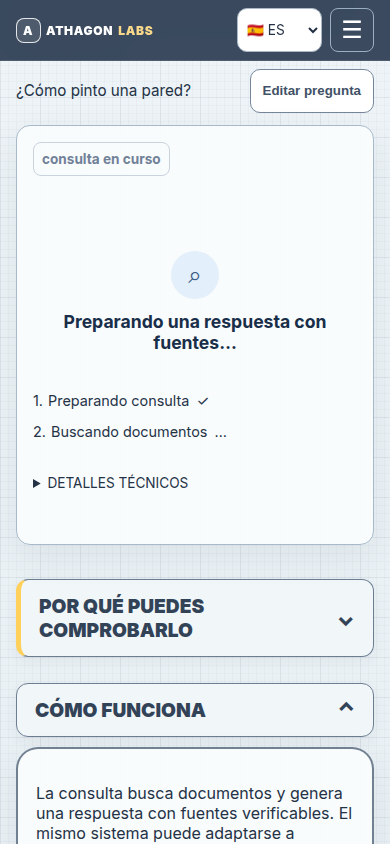 A ATHAGON LABS
🇪🇸 ES
¿Cómo pinto una pared?
Editar pregunta
consulta en curso
Preparando una respuesta con
fuentes...
1. Preparando consulta ✓
2. Buscando documentos ...
▶ DETALLES TÉCNICOS
POR QUÉ PUEDES
COMPROBARLO
CÓMO FUNCIONA
La consulta busca documentos y genera
una respuesta con fuentes verificables. El
mismo sistema puede adaptarse a